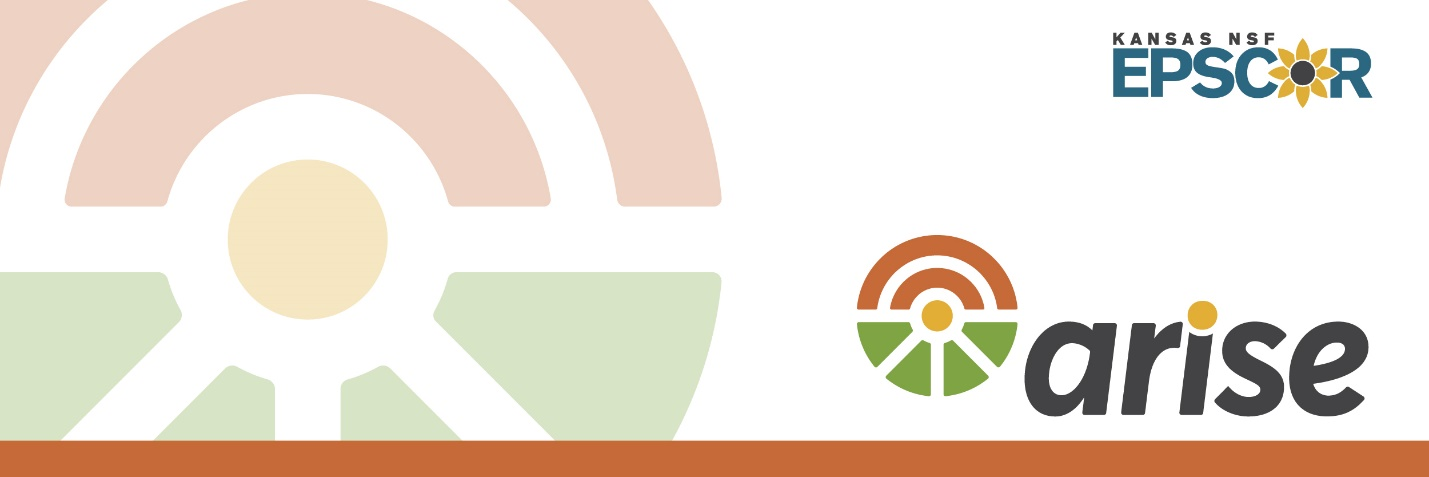 KANSAS NSF
EPSCOR
arise